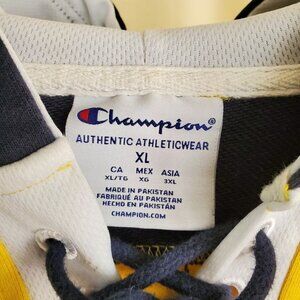 Champion
AUTHENTIC ATHLETICWEAR
XL
CA MEX ASIA
XL/TG XG 3XL
MADE IN PAKISTAN
FABRIQUÉ AU PAKISTAN
HECHO EN PAKISTÁN
CHAMPION.COM